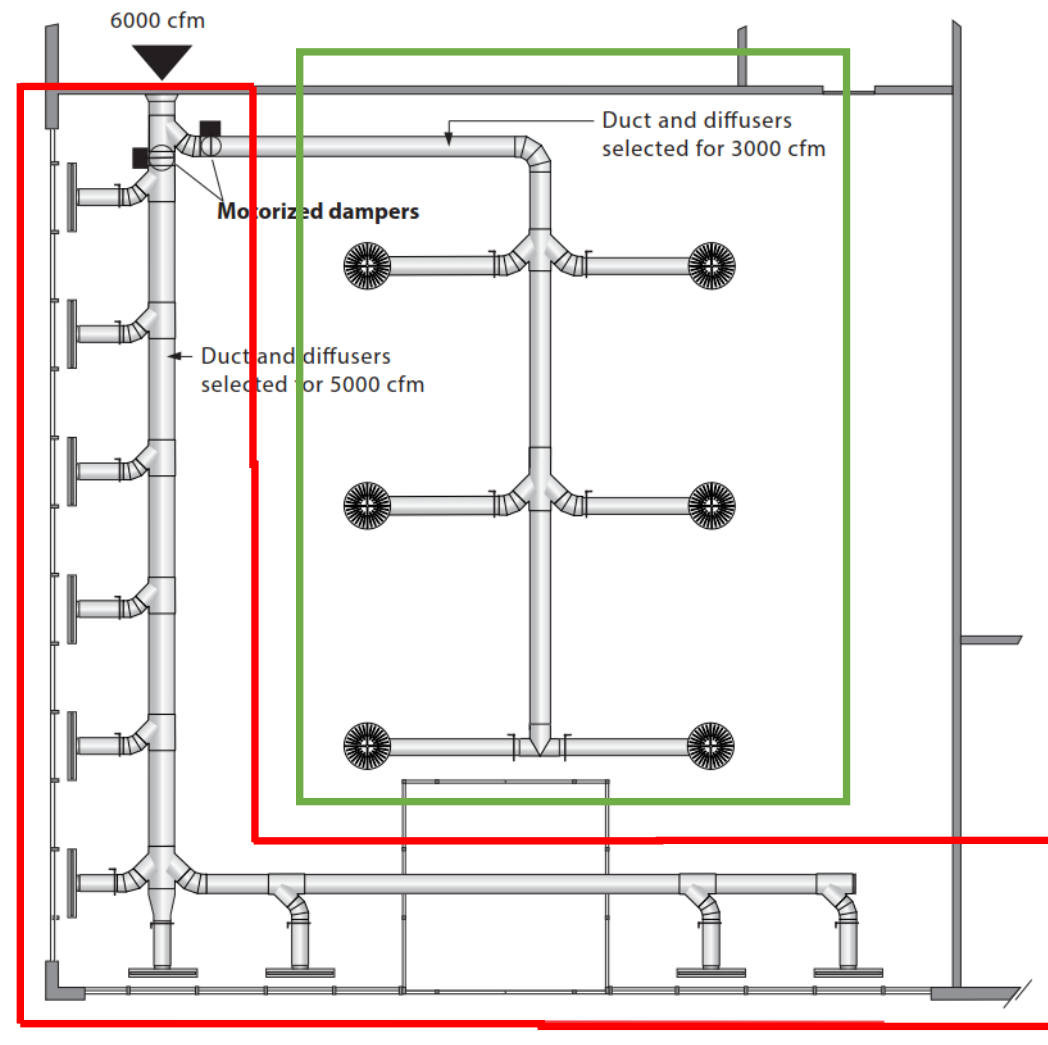 6000 cfm
Duct and diffusers
selected for 3000 cfm
Motorized dampers
Duct and diffusers
selected for 5000 cfm